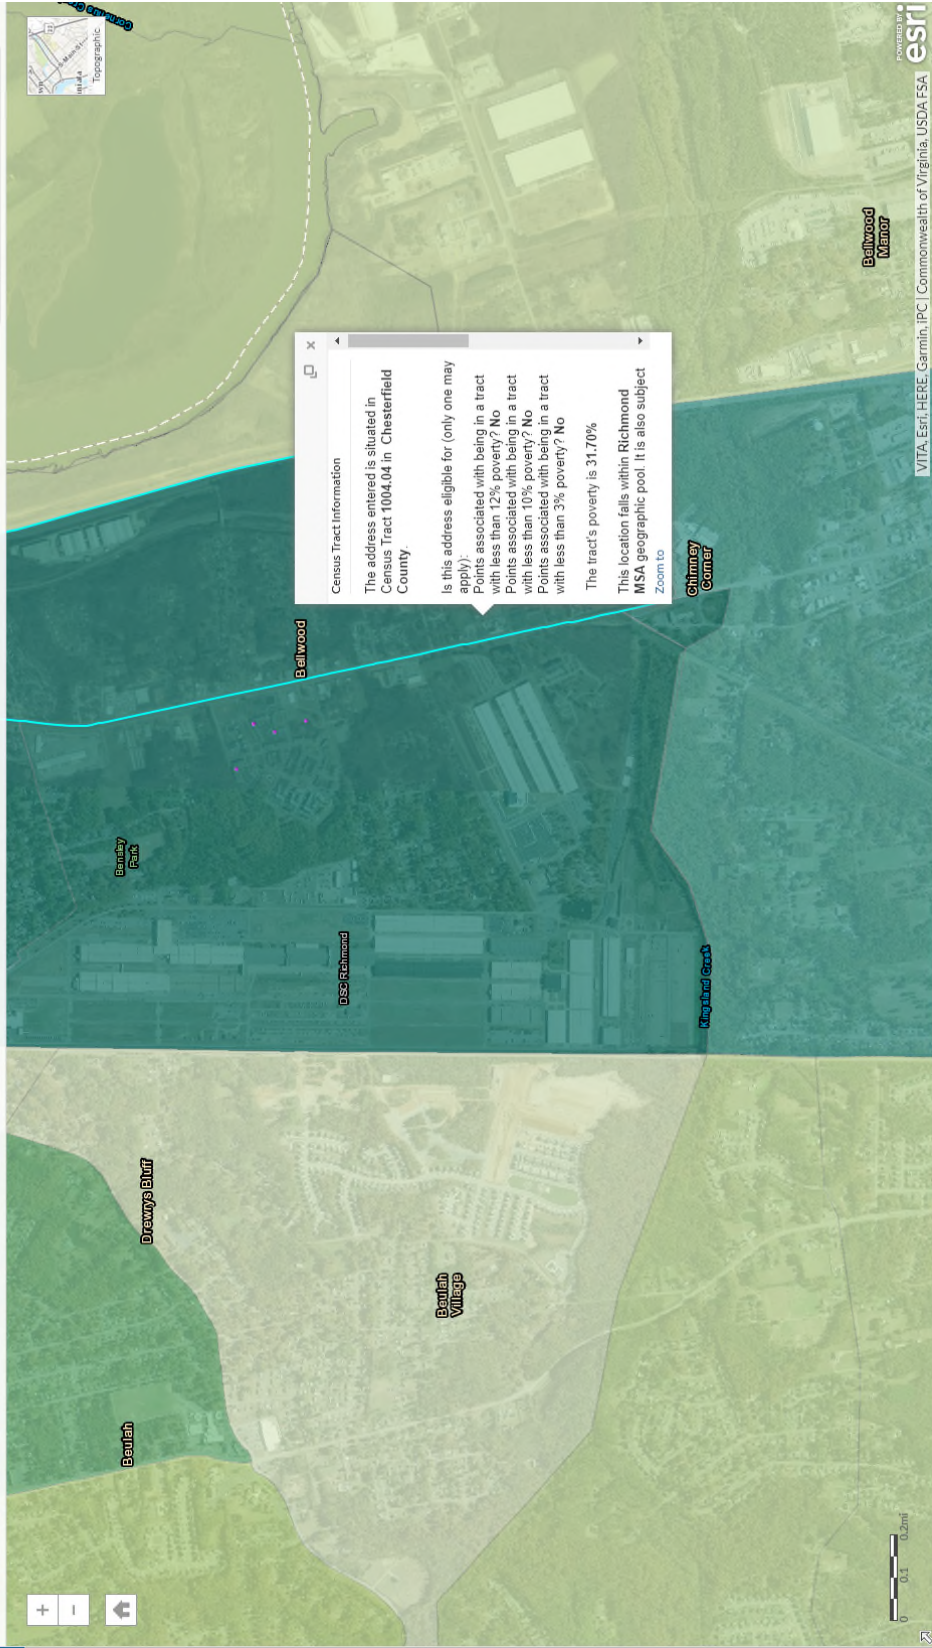 Cornelius Cre
Topographic
POWERED BY
esri
Bellwood
Manor
Census Tract Information
The address entered is situated in
Census Tract 1004.04 in Chesterfield
County.
Is this address eligible for (only one may
apply):
Points associated with being in a tract
with less than 12% poverty? No
Points associated with being in a tract
with less than 10% poverty? No
Points associated with being in a tract
with less than 3% poverty? No
The tract's poverty is 31.70%
This location falls within Richmond
MSA geographic pool. It is also subject
Zoom to
Bellwood
Chimney
Corner
Bensley
Park
DSC Richmond
Kingsland Creek
Drewrys Bluff
Beulah
Village
Beulah
+
−
0 0.1 0.2mi
VITA, Esri, HERE, Garmin, iPC | Commonwealth of Virginia, USDA FSA